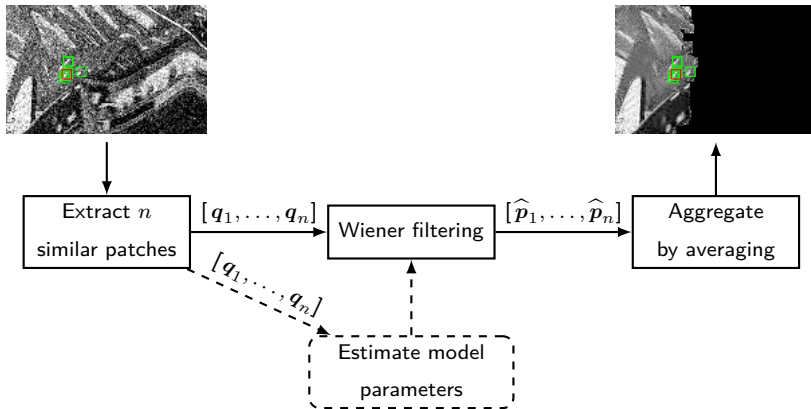 Extract n
similar patches
[q₁, . . . , qₙ]
Wiener filtering
[p̂₁, . . . , p̂ₙ]
Aggregate
by averaging
[q₁, . . . , qₙ]
Estimate model
parameters